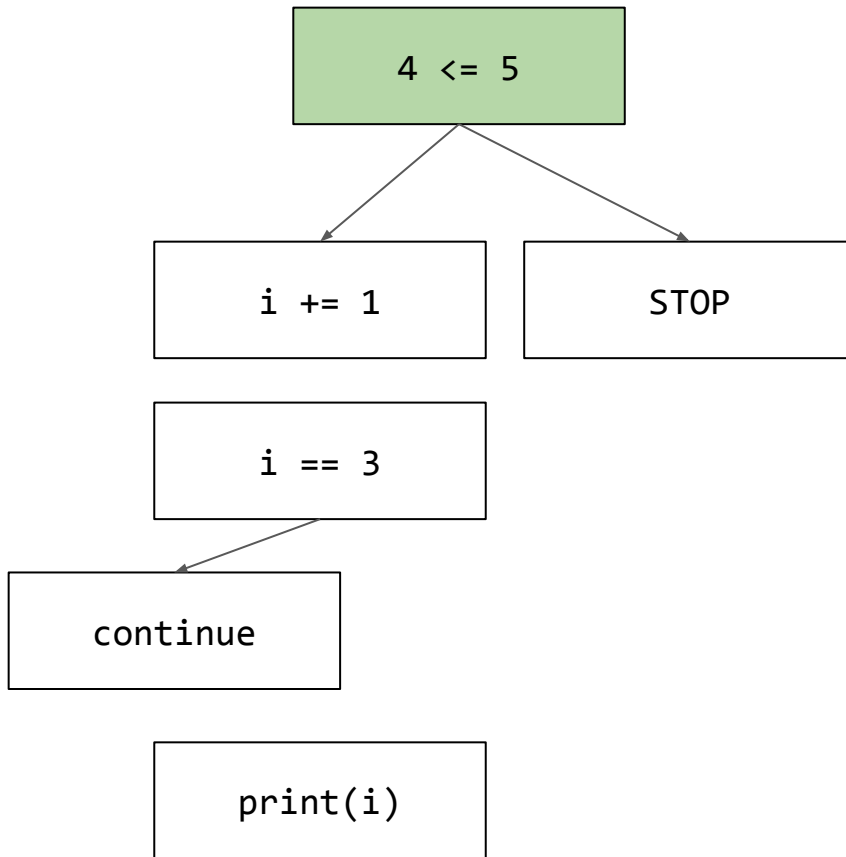 4 <= 5
i += 1
STOP
i == 3
continue
print(i)